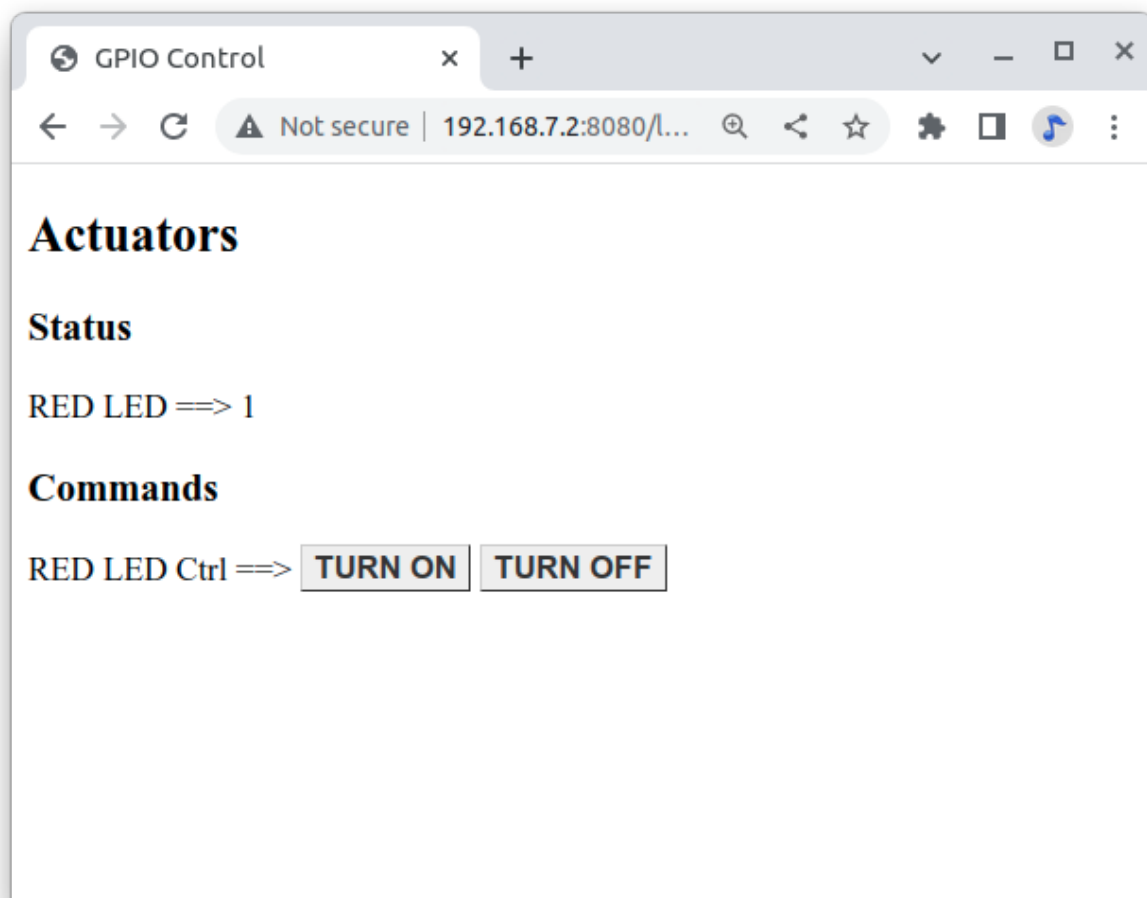 GPIO Control
Not secure 192.168.7.2:8080/l...
Actuators
Status
RED LED ==> 1
Commands
RED LED Ctrl ==> TURN ON TURN OFF